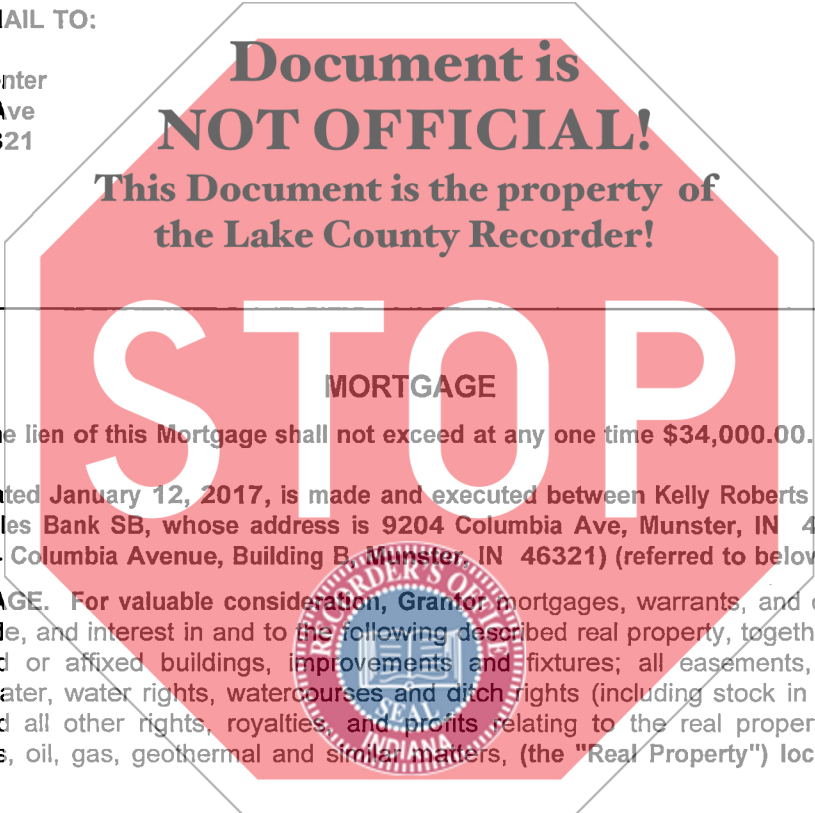 AIL TO:
nter
Ave
321
Document is
NOT OFFICIAL!
This Document is the property of
the Lake County Recorder!
STOP
MORTGAGE
e lien of this Mortgage shall not exceed at any one time $34,000.00.
ted January 12, 2017, is made and executed between Kelly Roberts
les Bank SB, whose address is 9204 Columbia Ave, Munster, IN 4
Columbia Avenue, Building B, Munster, IN 46321) (referred to below
AGE. For valuable consideration, Grantor mortgages, warrants, and
e, and interest in and to the following described real property, togeth
d or affixed buildings, improvements and fixtures; all easements,
ater, water rights, watercourses and ditch rights (including stock in
d all other rights, royalties, and profits relating to the real proper
s, oil, gas, geothermal and similar matters, (the "Real Property") loc
RECORDER'S OFFICE
SEAL
INDIANA